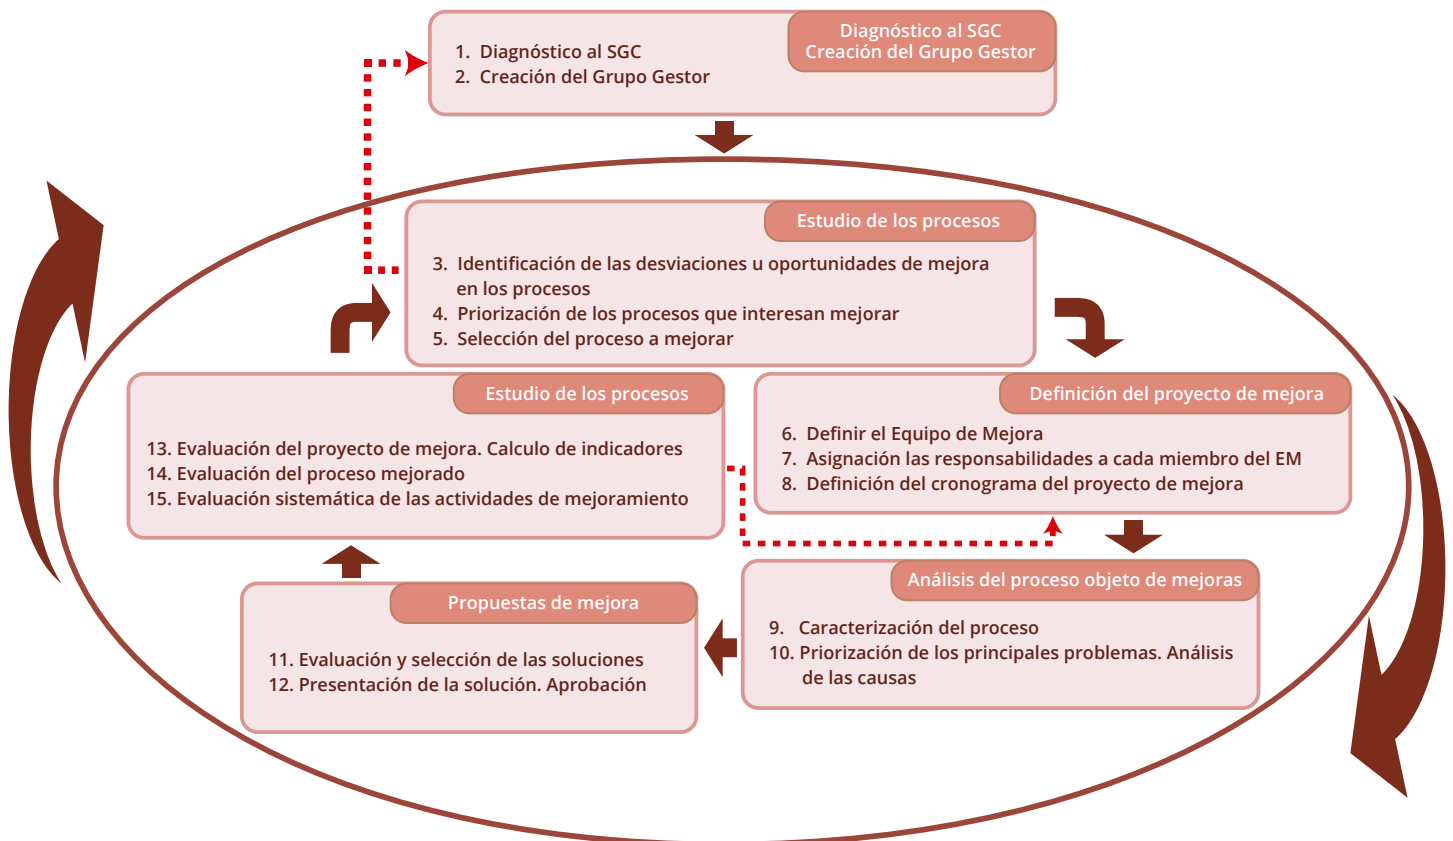 Diagnóstico al SGC
Creación del Grupo Gestor
1. Diagnóstico al SGC
2. Creación del Grupo Gestor
Estudio de los procesos
3. Identificación de las desviaciones u oportunidades de mejora
en los procesos
4. Priorización de los procesos que interesan mejorar
5. Selección del proceso a mejorar
Definición del proyecto de mejora
6. Definir el Equipo de Mejora
7. Asignación las responsabilidades a cada miembro del EM
8. Definición del cronograma del proyecto de mejora
Análisis del proceso objeto de mejoras
9. Caracterización del proceso
10. Priorización de los principales problemas. Análisis
de las causas
Propuestas de mejora
11. Evaluación y selección de las soluciones
12. Presentación de la solución. Aprobación
Estudio de los procesos
13. Evaluación del proyecto de mejora. Calculo de indicadores
14. Evaluación del proceso mejorado
15. Evaluación sistemática de las actividades de mejoramiento